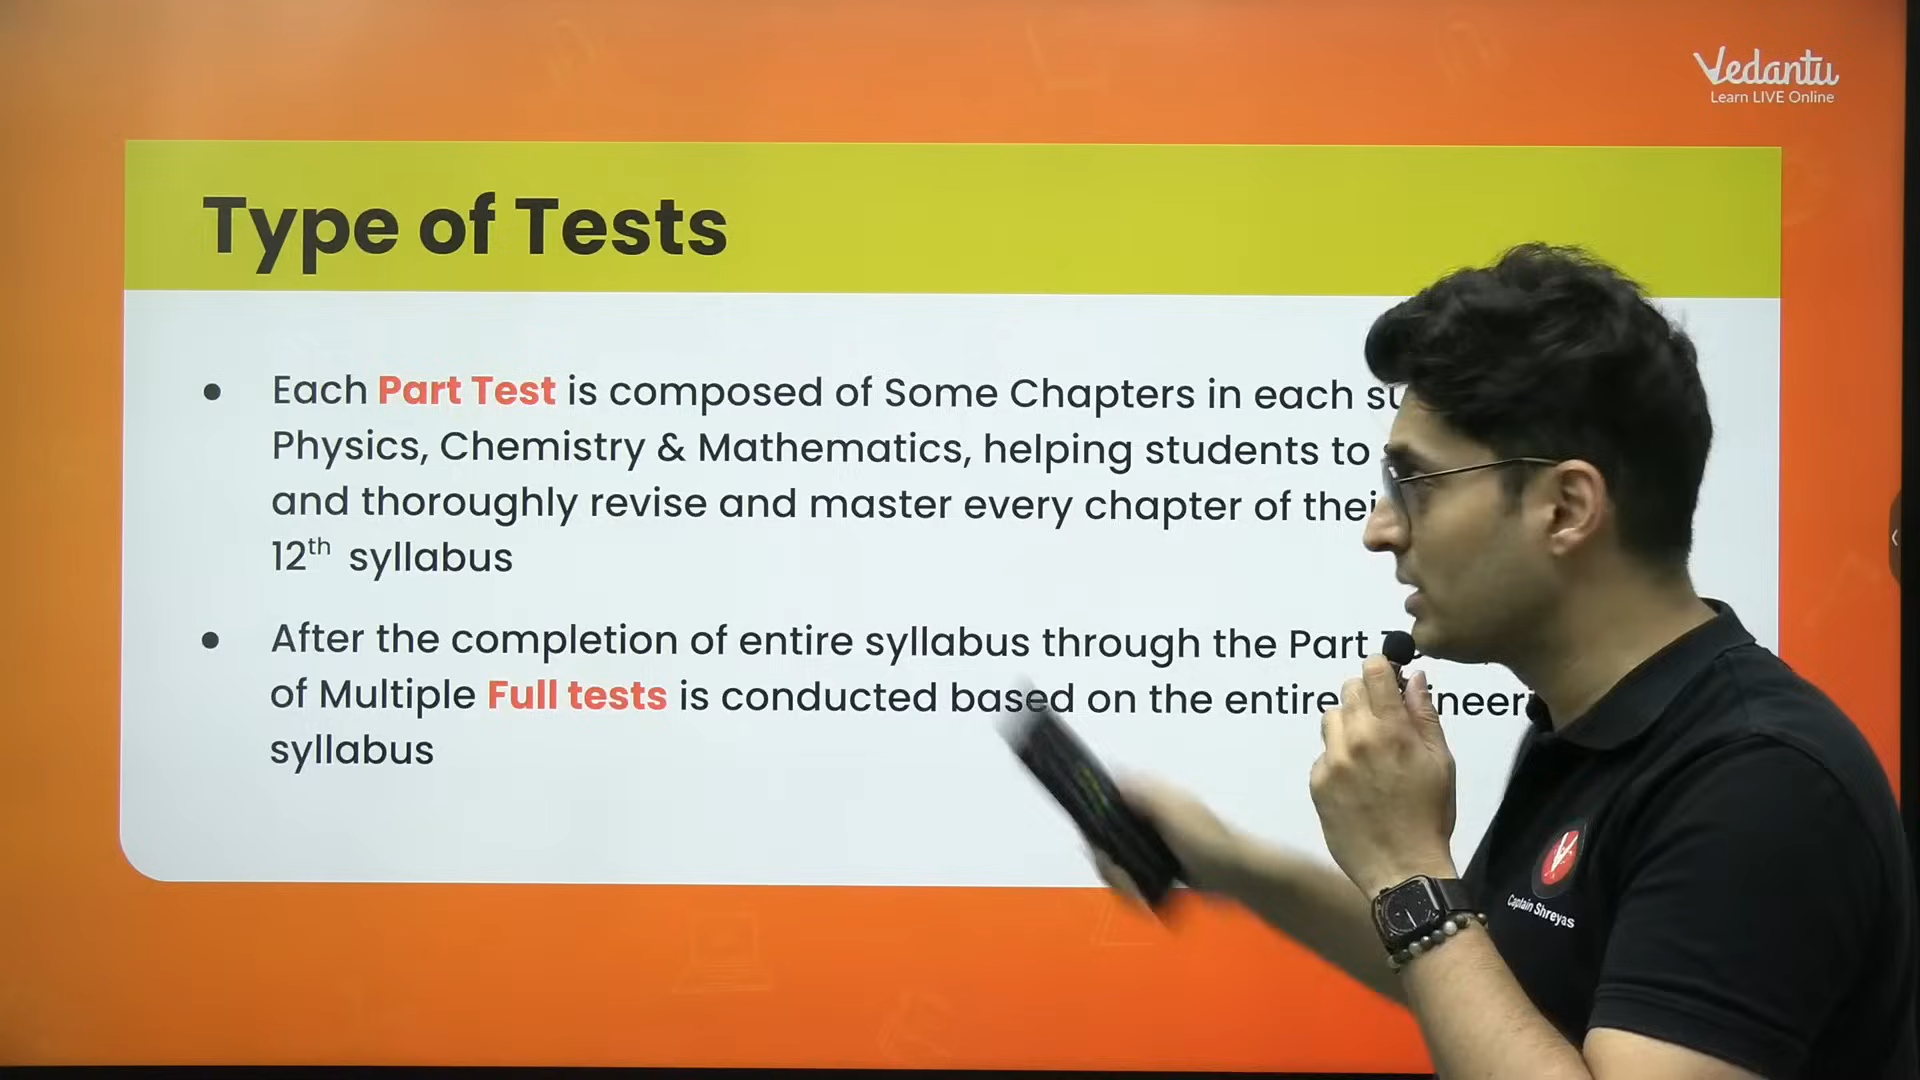 Vedantu
Learn LIVE Online
Type of Tests
Each Part Test is composed of Some Chapters in each
Physics, Chemistry & Mathematics, helping students to
and thoroughly revise and master every chapter of their
12th syllabus
After the completion of entire syllabus through the Part
of Multiple Full tests is conducted based on the entire
syllabus
Captain Shreyas